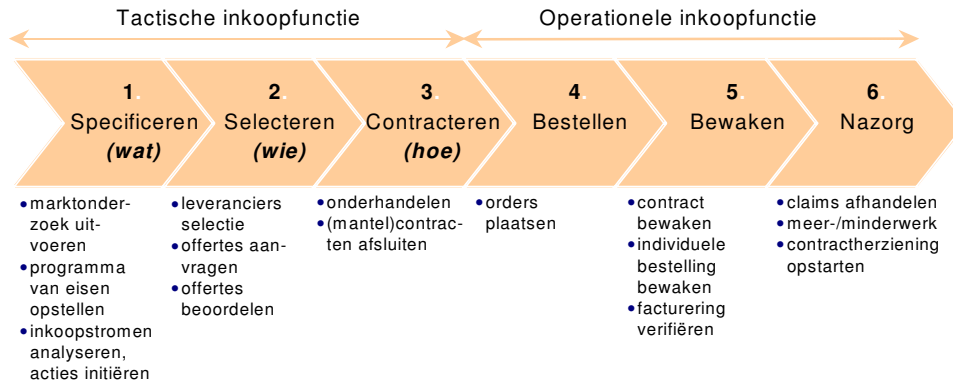 Tactische inkoopfunctie
Operationele inkoopfunctie
1.
Specificeren
(wat)
2.
Selecteren
(wie)
3.
Contracteren
(hoe)
4.
Bestellen
5.
Bewaken
6.
Nazorg
•marktonder-
zoek uit-
voeren
•programma
van eisen
opstellen
•inkoopstromen
analyseren,
acties initiëren
•leveranciers
selectie
•offertes aan-
vragen
•offertes
beoordelen
•onderhandelen
•(mantel)contrac-
ten afsluiten
•orders
plaatsen
•contract
bewaken
•individuele
bestelling
bewaken
•facturering
verifiëren
•claims afhandelen
•meer-/minderwerk
•contractherziening
opstarten